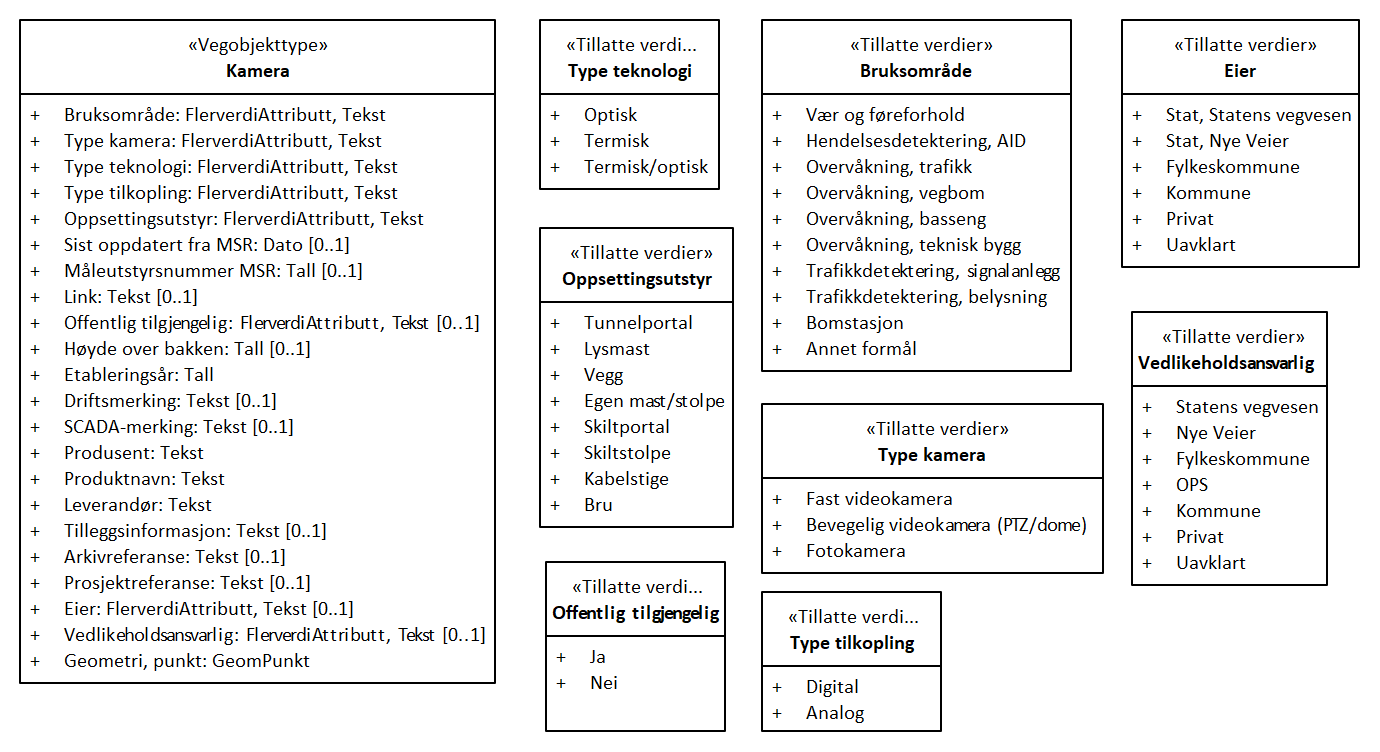 «Vegobjekttype»
Kamera
+ Bruksområde: FlerverdiAttributt, Tekst
+ Type kamera: FlerverdiAttributt, Tekst
+ Type teknologi: FlerverdiAttributt, Tekst
+ Type tilkopling: FlerverdiAttributt, Tekst
+ Oppsettingsutstyr: FlerverdiAttributt, Tekst
+ Sist oppdatert fra MSR: Dato [0..1]
+ Måleutstyrsnummer MSR: Tall [0..1]
+ Link: Tekst [0..1]
+ Offentlig tilgjengelig: FlerverdiAttributt, Tekst [0..1]
+ Høyde over bakken: Tall [0..1]
+ Etableringsår: Tall
+ Driftsmerking: Tekst [0..1]
+ SCADA-merking: Tekst [0..1]
+ Produsent: Tekst
+ Produktnavn: Tekst
+ Leverandør: Tekst
+ Tilleggsinformasjon: Tekst [0..1]
+ Arkivreferanse: Tekst [0..1]
+ Prosjektreferanse: Tekst [0..1]
+ Eier: FlerverdiAttributt, Tekst [0..1]
+ Vedlikeholdsansvarlig: FlerverdiAttributt, Tekst [0..1]
+ Geometri, punkt: GeomPunkt
«Tillatte verdi...
Type teknologi
+ Optisk
+ Termisk
+ Termisk/optisk
«Tillatte verdier»
Oppsettingsutstyr
+ Tunnelportal
+ Lysmast
+ Vegg
+ Egen mast/stolpe
+ Skiltportal
+ Skiltstolpe
+ Kabelstige
+ Bru
«Tillatte verdi...
Offentlig tilgjengelig
+ Ja
+ Nei
«Tillatte verdier»
Bruksområde
+ Vær og føreforhold
+ Hendelsesdetektering, AID
+ Overvåkning, trafikk
+ Overvåkning, vegbom
+ Overvåkning, basseng
+ Overvåkning, teknisk bygg
+ Trafikkdetektering, signalanlegg
+ Trafikkdetektering, belysning
+ Bomstasjon
+ Annet formål
«Tillatte verdier»
Type kamera
+ Fast videokamera
+ Bevegelig videokamera (PTZ/dome)
+ Fotokamera
«Tillatte verdi...
Type tilkopling
+ Digital
+ Analog
«Tillatte verdier»
Eier
+ Stat, Statens vegvesen
+ Stat, Nye Veier
+ Fylkeskommune
+ Kommune
+ Privat
+ Uavklart
«Tillatte verdier»
Vedlikeholdsansvarlig
+ Statens vegvesen
+ Nye Veier
+ Fylkeskommune
+ OPS
+ Kommune
+ Privat
+ Uavklart